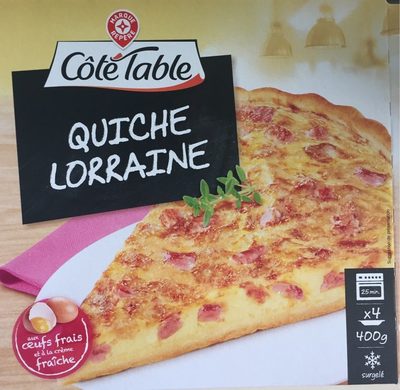 MARQUE
REPÈRE
Côté Table
QUICHE
LORRAINE
aux
œufs frais
et à la crème
fraîche
25 min
x4
400g
surgelé